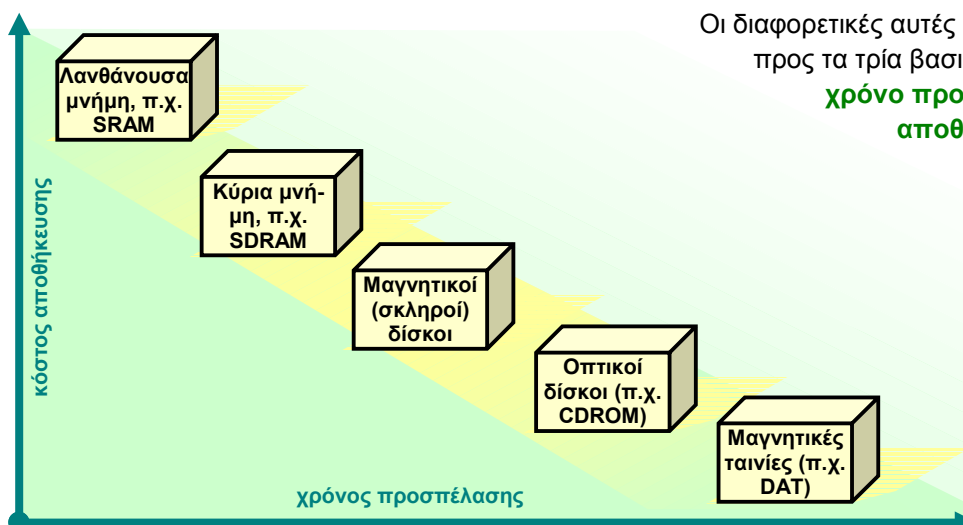 Οι διαφορετικές αυτές
προς τα τρία βασι
χρόνο προ
αποθ
Λανθάνουσα
μνήμη, π.χ.
SRAM
Κύρια μνή-
μη, π.χ.
SDRAM
Μαγνητικοί
(σκληροί)
δίσκοι
Οπτικοί
δίσκοι (π.χ.
CDROM)
Μαγνητικές
ταινίες (π.χ.
DAT)
κόστος αποθήκευσης
χρόνος προσπέλασης